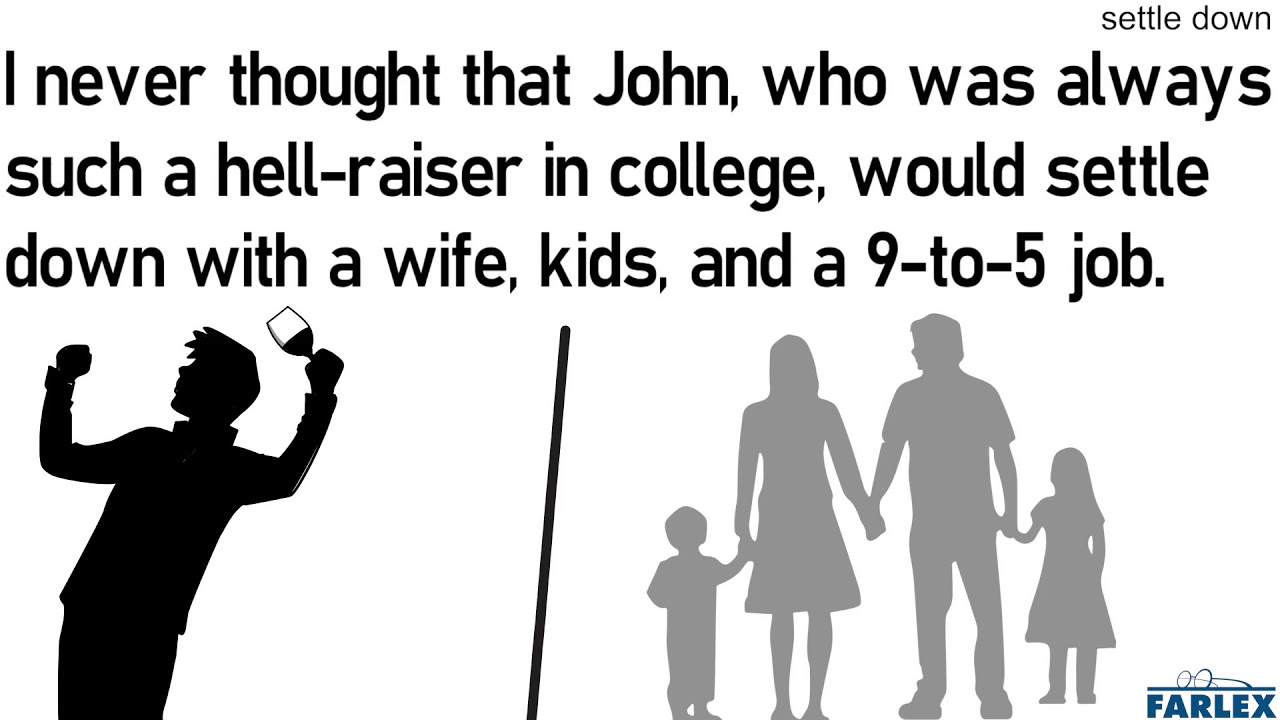 settle down
I never thought that John, who was always
such a hell-raiser in college, would settle
down with a wife, kids, and a 9-to-5 job.
FARLEX